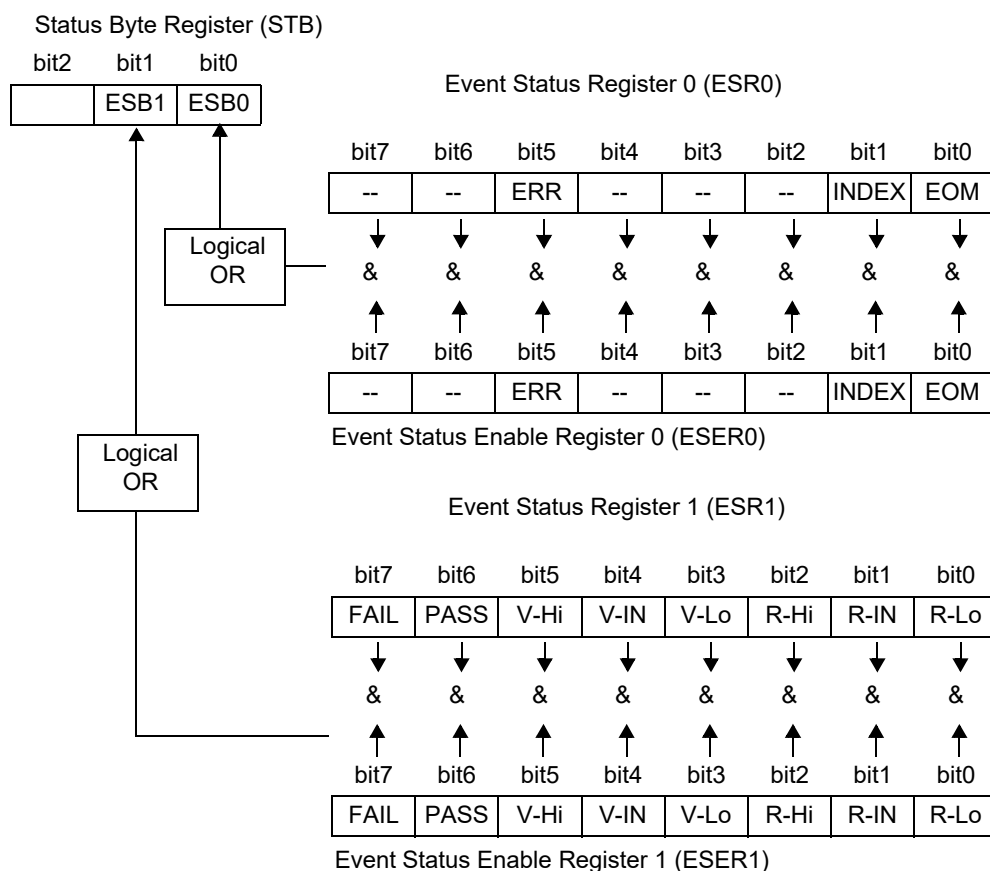 Status Byte Register (STB)
bit2 bit1 bit0
ESB1 ESB0
Event Status Register 0 (ESR0)
bit7 bit6 bit5 bit4 bit3 bit2 bit1 bit0
-- -- ERR -- -- -- INDEX EOM
Logical
OR
& & & & & & & &
bit7 bit6 bit5 bit4 bit3 bit2 bit1 bit0
-- -- ERR -- -- -- INDEX EOM
Event Status Enable Register 0 (ESER0)
Logical
OR
Event Status Register 1 (ESR1)
bit7 bit6 bit5 bit4 bit3 bit2 bit1 bit0
FAIL PASS V-Hi V-IN V-Lo R-Hi R-IN R-Lo
& & & & & & & &
bit7 bit6 bit5 bit4 bit3 bit2 bit1 bit0
FAIL PASS V-Hi V-IN V-Lo R-Hi R-IN R-Lo
Event Status Enable Register 1 (ESER1)